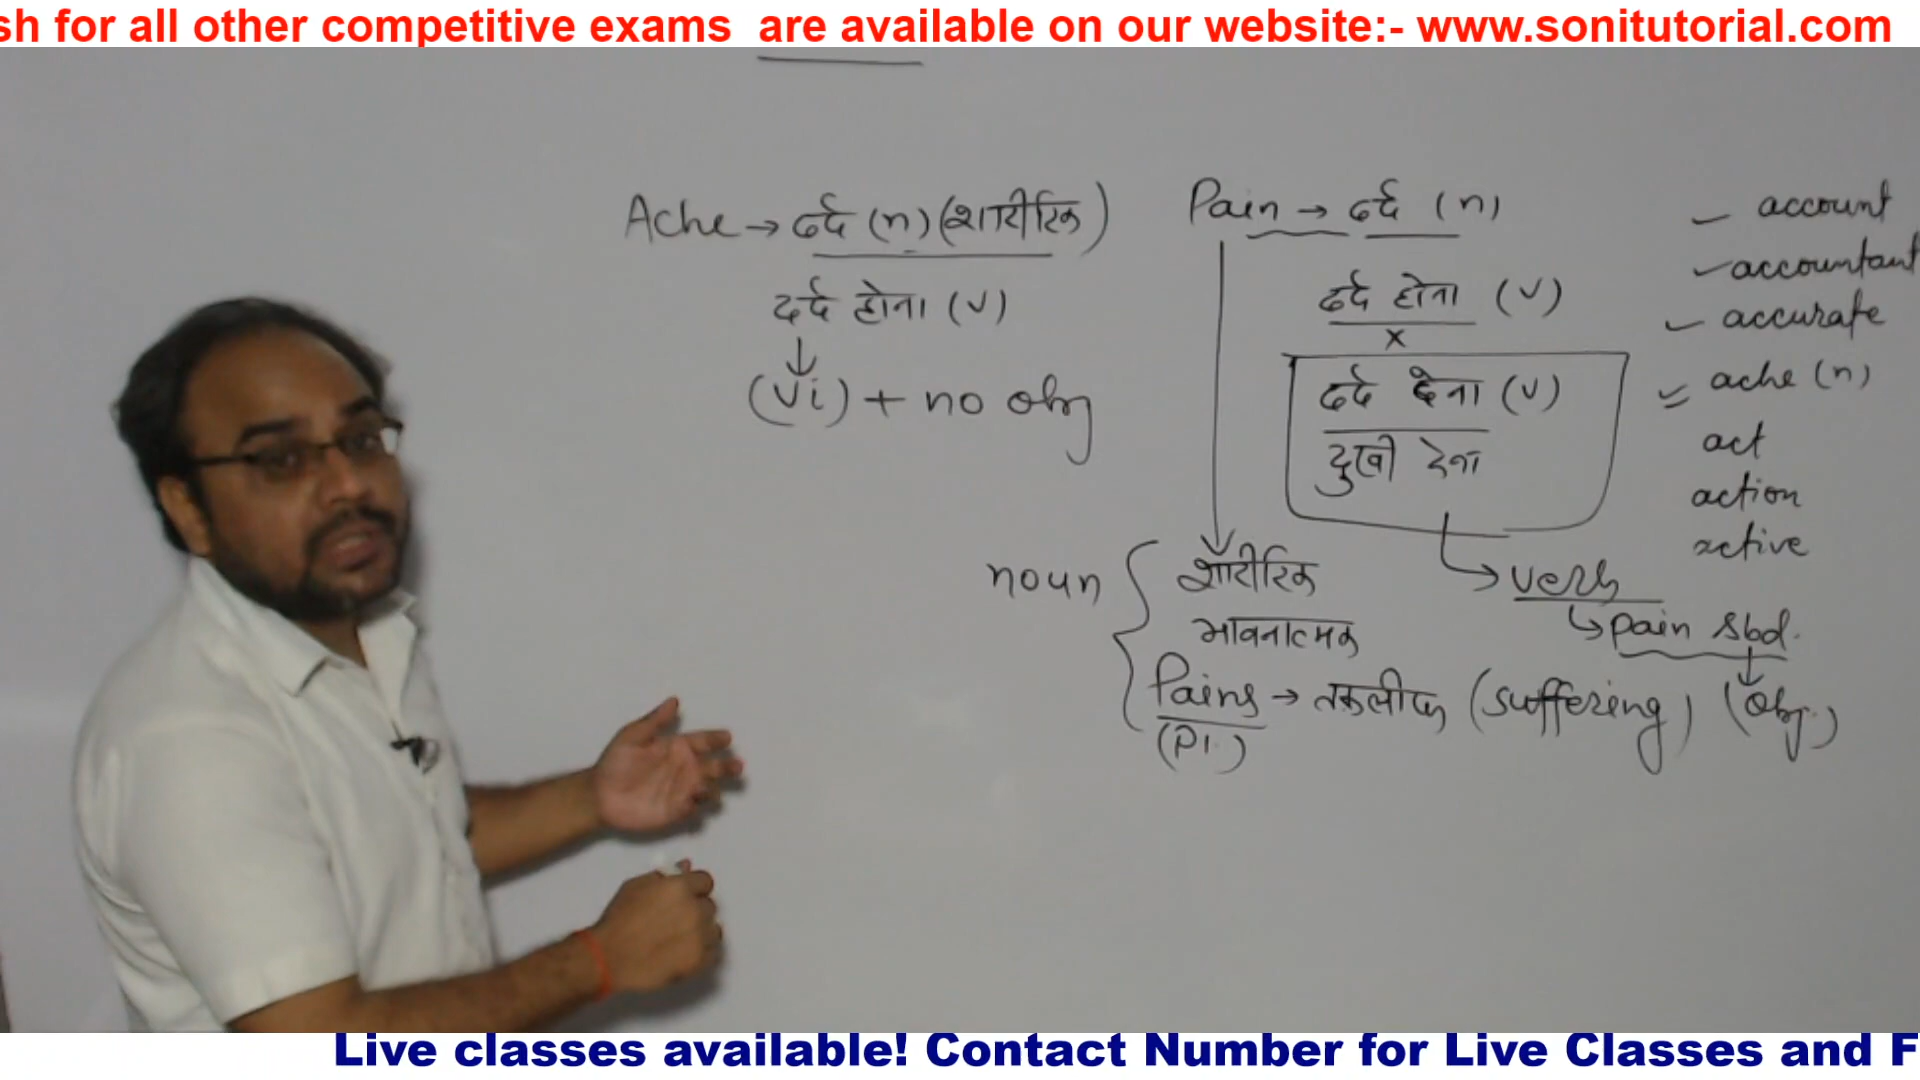 sh for all other competitive exams are available on our website:- www.sonitutorial.com
Ache → दर्द (n) (शारीरिक)
दर्द होना (v)
(vi) + no obj
Pain → दर्द (n)
दर्द होना (v)
x
दर्द देना (v)
दुखी देना
verb
pain sbd.
(obj.)
noun
शारीरिक
भावनात्मक
Pains → तकलीफ (suffering)
(Pl.)
account
accountant
accurate
ache (n)
act
action
active
Live classes available! Contact Number for Live Classes and F